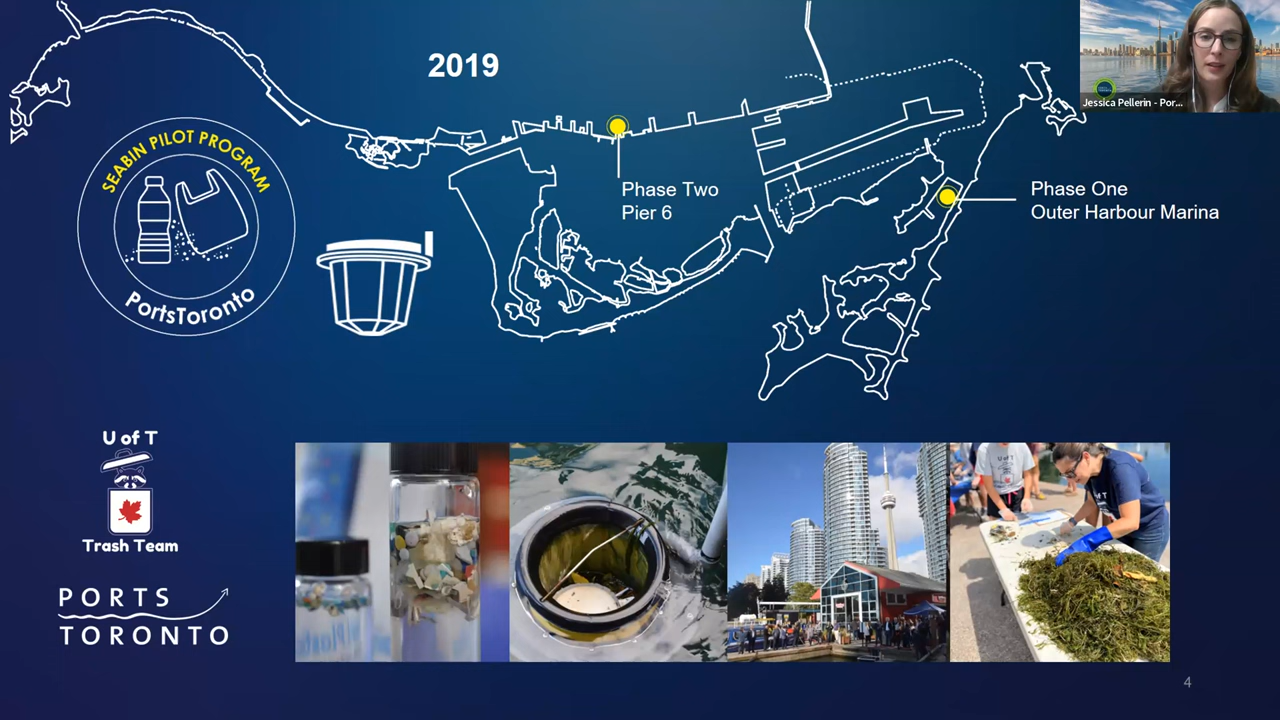 2019
Jessica Pellerin - Por...
SEABIN PILOT PROGRAM
PortsToronto
Phase Two
Pier 6
Phase One
Outer Harbour Marina
U of T
Trash Team
PORTS
TORONTO
4